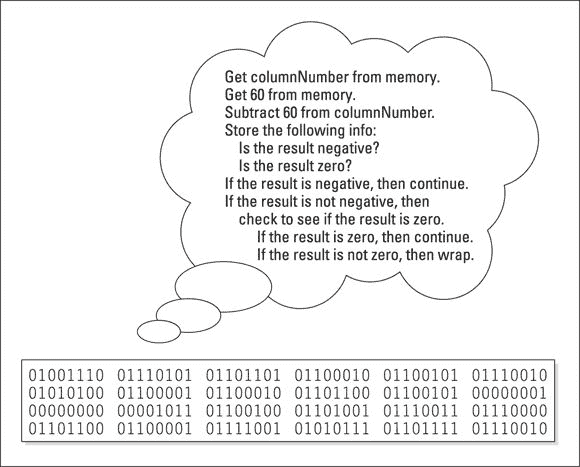 Get columnNumber from memory.
Get 60 from memory.
Subtract 60 from columnNumber.
Store the following info:
Is the result negative?
Is the result zero?
If the result is negative, then continue.
If the result is not negative, then
check to see if the result is zero.
If the result is zero, then continue.
If the result is not zero, then wrap.
01001110 01110101 01101101 01100010 01100101 01110010
01010100 01100001 01100010 01101100 01100101 00000001
00000000 00001011 01100100 01101001 01110011 01110000
01101100 01100001 01111001 01010111 01101111 01110010